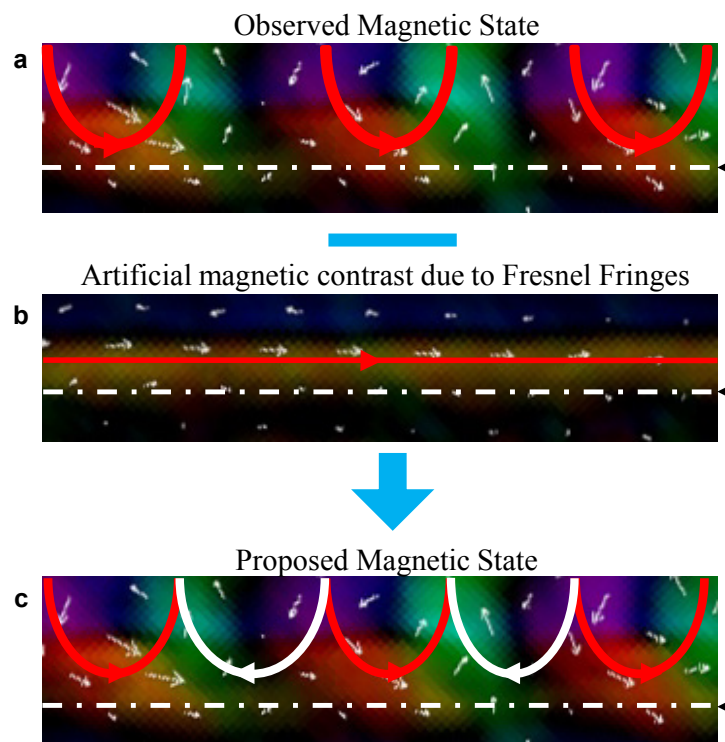 Observed Magnetic State
a
Artificial magnetic contrast due to Fresnel Fringes
b
Proposed Magnetic State
c